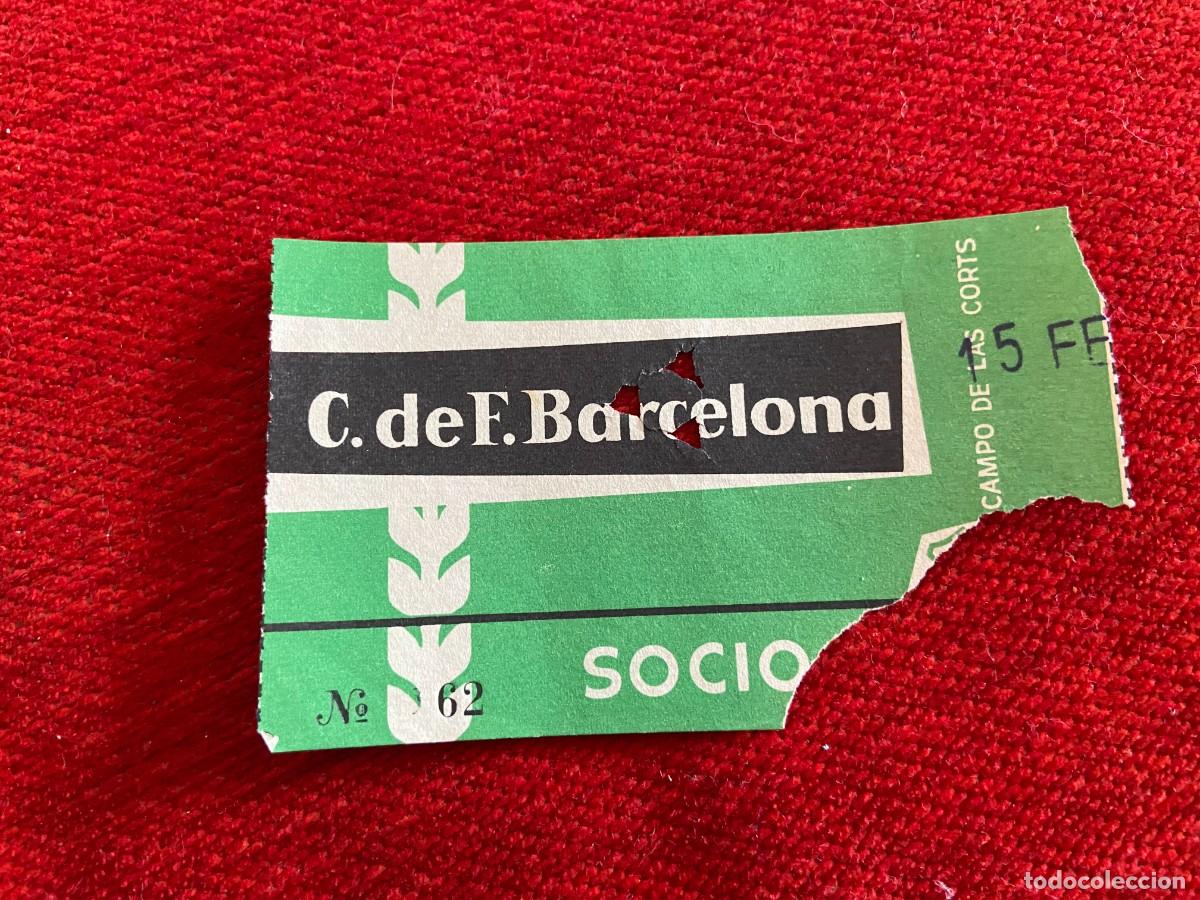 C. de F. Barcelona
CAMPO DE LAS CORTS
15 FE
SOCIO
Nº 62
todocoleccion